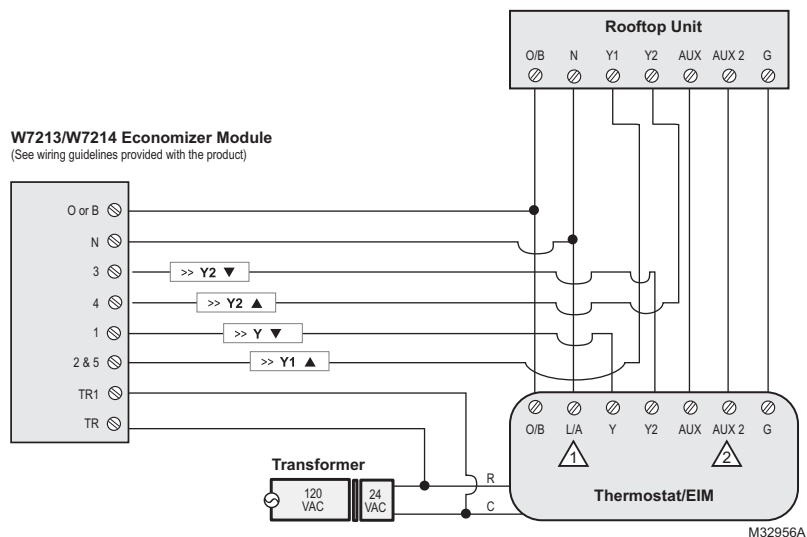 Rooftop Unit
O/B N Y1 Y2 AUX AUX 2 G
W7213/W7214 Economizer Module
(See wiring guidelines provided with the product)
O or B
N
3 >> Y2 ▼
4 >> Y2 ▲
1 >> Y ▼
2 & 5 >> Y1 ▲
TR1
TR
O/B L/A Y Y2 AUX AUX 2 G
1 2
Transformer
120 VAC
24 VAC
R
C
Thermostat/EIM
M32956A